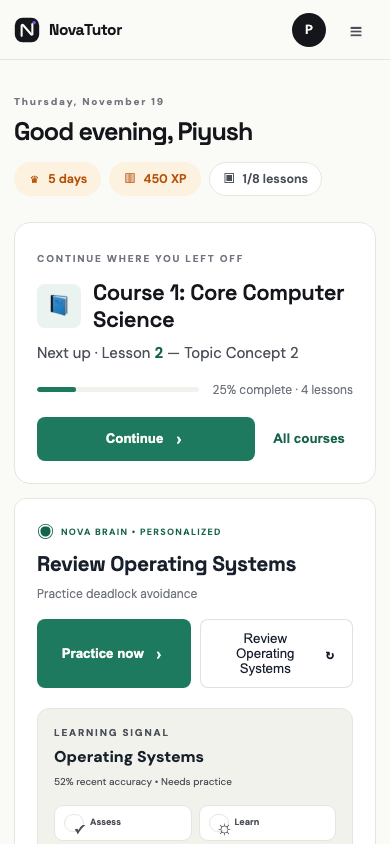 NovaTutor
P
Thursday, November 19
Good evening, Piyush
5 days
450 XP
1/8 lessons
CONTINUE WHERE YOU LEFT OFF
Course 1: Core Computer
Science
Next up · Lesson 2 — Topic Concept 2
25% complete · 4 lessons
Continue ›
All courses
NOVA BRAIN • PERSONALIZED
Review Operating Systems
Practice deadlock avoidance
Practice now ›
Review
Operating
Systems
↻
LEARNING SIGNAL
Operating Systems
52% recent accuracy • Needs practice
Assess
Learn